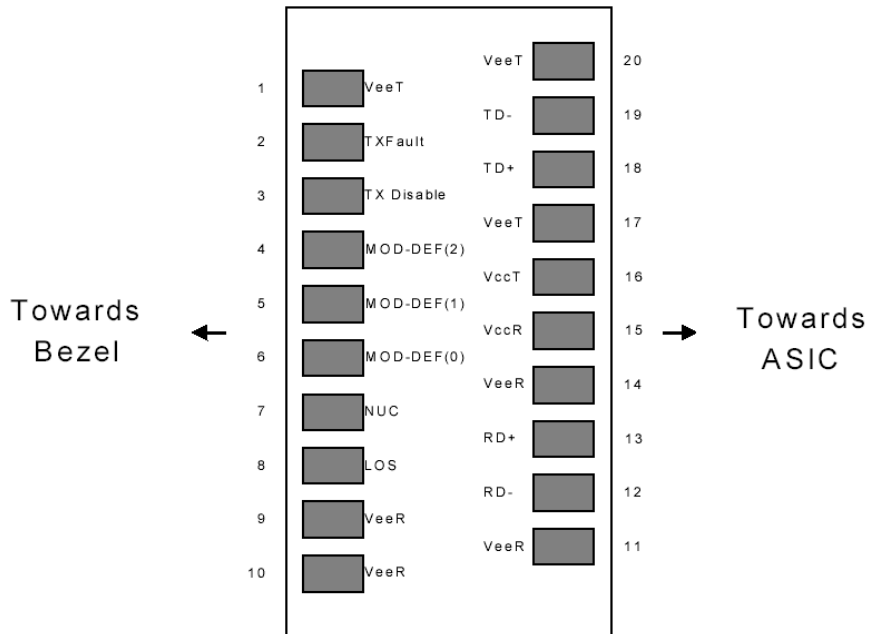 VeeT 20
1 VeeT
TD- 19
2 TXFault
TD+ 18
3 TX Disable
VeeT 17
4 MOD-DEF(2)
VccT 16
5 MOD-DEF(1)
Towards
Bezel
VccR 15
Towards
ASIC
6 MOD-DEF(0)
VeeR 14
7 NUC
RD+ 13
8 LOS
RD- 12
9 VeeR
VeeR 11
10 VeeR